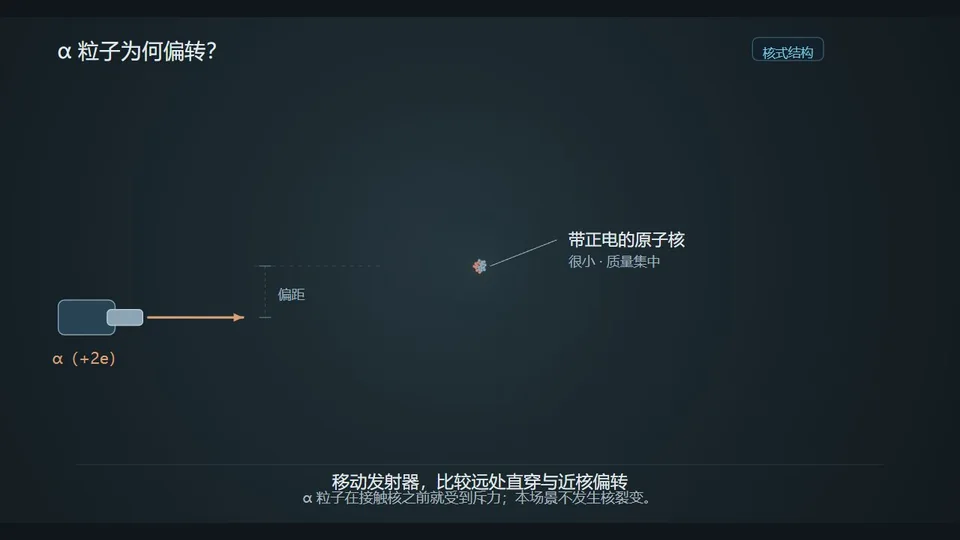 α 粒子为何偏转？
核式结构
带正电的原子核
很小 · 质量集中
偏距
α（+2e）
移动发射器，比较远处直穿与近核偏转
α 粒子在接触核之前就受到斥力；本场景不发生核裂变。